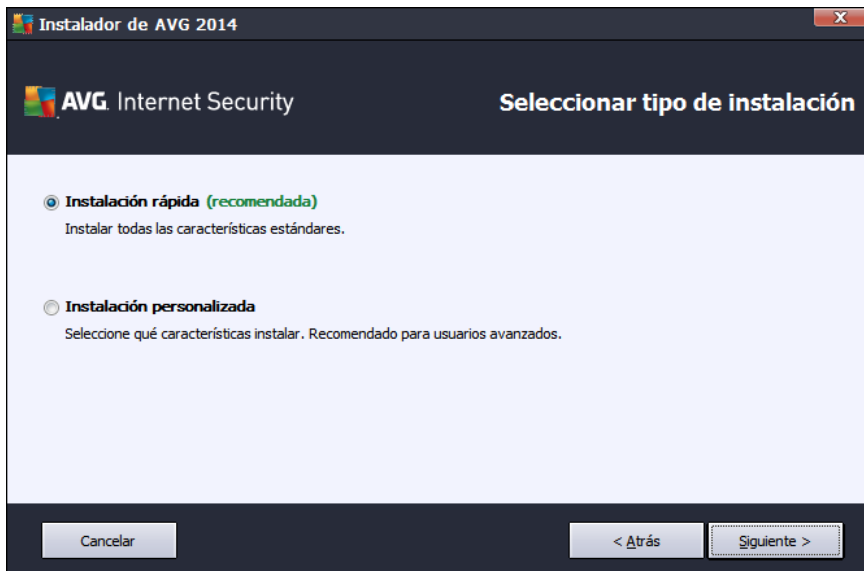 Instalador de AVG 2014
X
AVG. Internet Security
Seleccionar tipo de instalación
Instalación rápida (recomendada)
Instalar todas las características estándares.
Instalación personalizada
Seleccione qué características instalar. Recomendado para usuarios avanzados.
Cancelar
< Atrás
Siguiente >